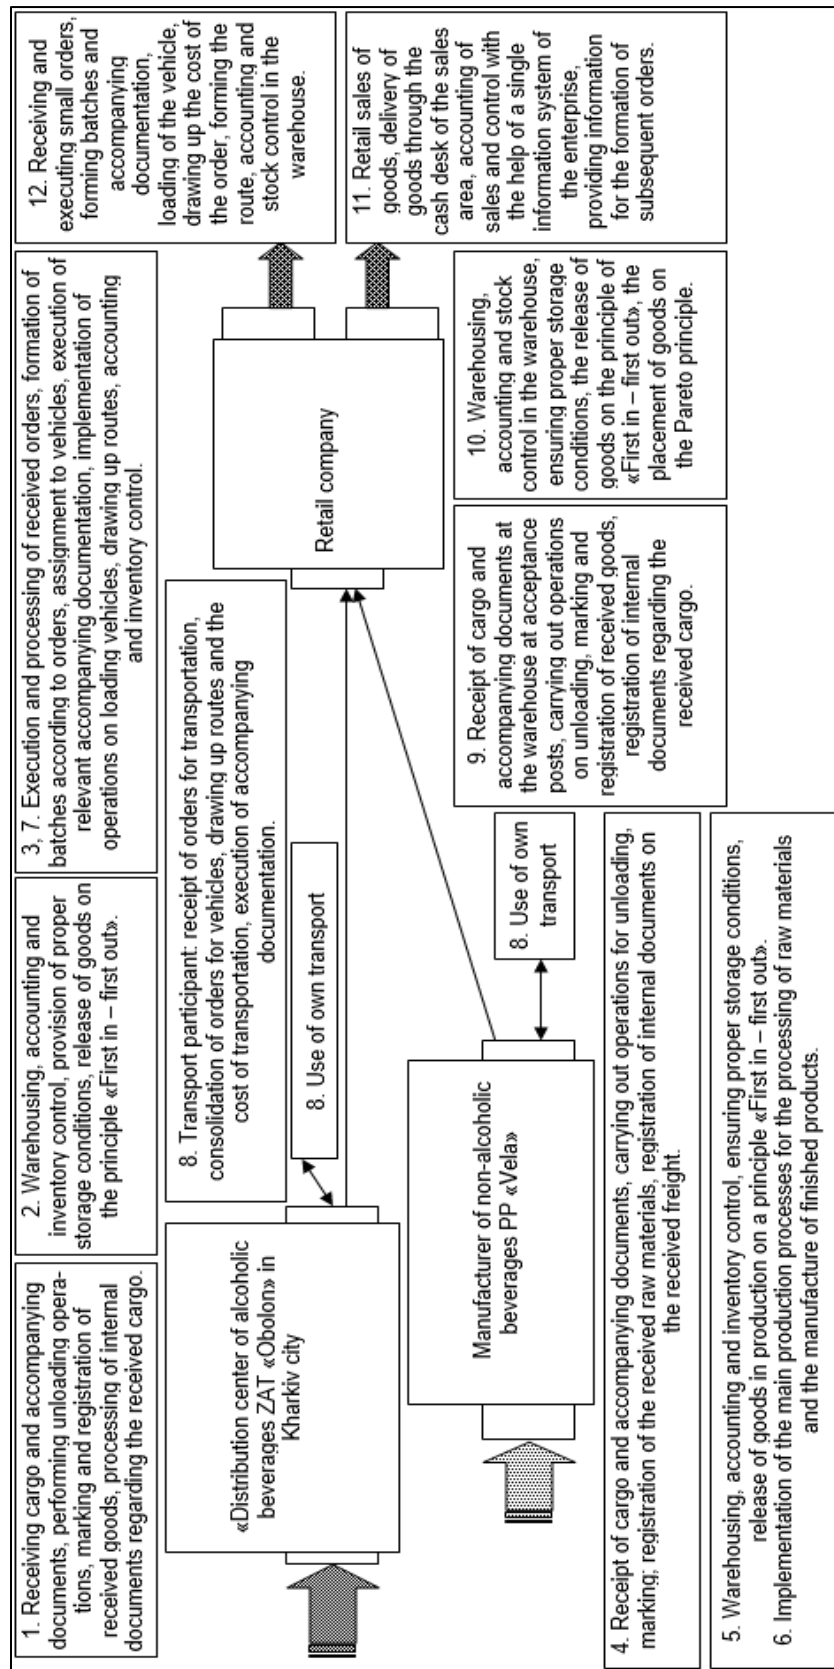 1. Receiving cargo and accompanying
documents, performing unloading opera-
tions, marking and registration of
received goods, processing of internal
documents regarding the received cargo.
2. Warehousing, accounting and
inventory control, provision of proper
storage conditions, release of goods on
the principle «First in – first out».
3, 7. Execution and processing of received orders, formation of
batches according to orders, assignment to vehicles, execution of
relevant accompanying documentation, implementation of
operations on loading vehicles, drawing up routes, accounting
and inventory control.
12. Receiving and
executing small orders,
forming batches and
accompanying
documentation,
loading of the vehicle,
drawing up the cost of
the order, forming the
route, accounting and
stock control in the
warehouse.
8. Transport participant: receipt of orders for transportation,
consolidation of orders for vehicles, drawing up routes and the
cost of transportation, execution of accompanying
documentation.
8. Use of own transport
«Distribution center of alcoholic
beverages ZAT «Obolon» in
Kharkiv city
Retail company
11. Retail sales of
goods, delivery of
goods through the
cash desk of the sales
area, accounting of
sales and control with
the help of a single
information system of
the enterprise,
providing information
for the formation of
subsequent orders.
Manufacturer of non-alcoholic
beverages PP «Vela»
8. Use of own
transport
9. Receipt of cargo and
accompanying documents at
the warehouse at acceptance
posts, carrying out operations
on unloading, marking and
registration of received goods,
registration of internal
documents regarding the
received cargo.
10. Warehousing,
accounting and stock
control in the warehouse,
ensuring proper storage
conditions, the release of
goods on the principle of
«First in – first out», the
placement of goods on
the Pareto principle.
4. Receipt of cargo and accompanying documents, carrying out operations for unloading,
marking; registration of the received raw materials, registration of internal documents on
the received freight.
5. Warehousing, accounting and inventory control, ensuring proper storage conditions,
release of goods in production on a principle «First in – first out».
6. Implementation of the main production processes for the processing of raw materials
and the manufacture of finished products.